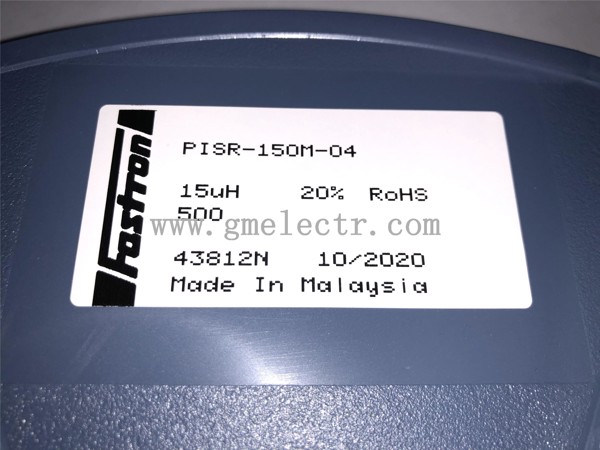 Fastron
PISR-150M-04
15uH 20% RoHS
500
www.gmelectr.com
43812N 10/2020
Made In Malaysia